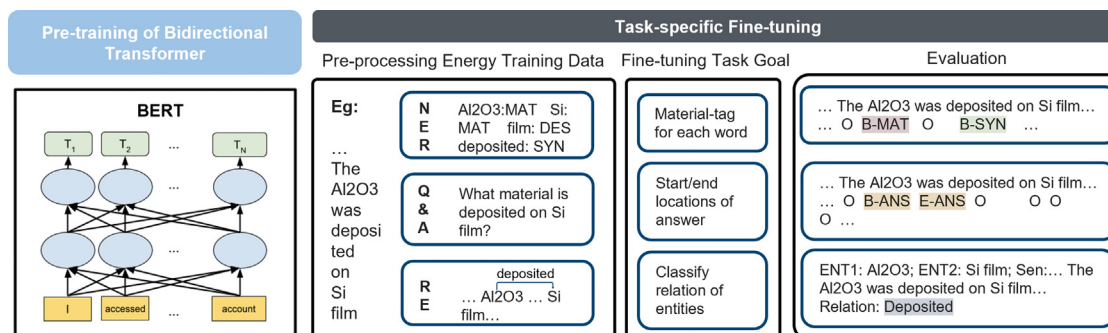 Pre-training of Bidirectional
Transformer
BERT
T1 T2 ... TN
...
...
I accessed ... account
Task-specific Fine-tuning
Pre-processing Energy Training Data
Eg:
...
The
Al2O3
was
deposi
ted
on
Si
film
N
E
R
Al2O3:MAT Si:
MAT film: DES
deposited: SYN
Q
&
A
What material is
deposited on Si
film?
R
E
deposited
... Al2O3 ... Si
film...
Fine-tuning Task Goal
Material-tag
for each word
Start/end
locations of
answer
Classify
relation of
entities
Evaluation
... The Al2O3 was deposited on Si film...
... O B-MAT O B-SYN ...
... The Al2O3 was deposited on Si film...
... O B-ANS E-ANS O O O
O ...
ENT1: Al2O3; ENT2: Si film; Sen:... The
Al2O3 was deposited on Si film...
Relation: Deposited